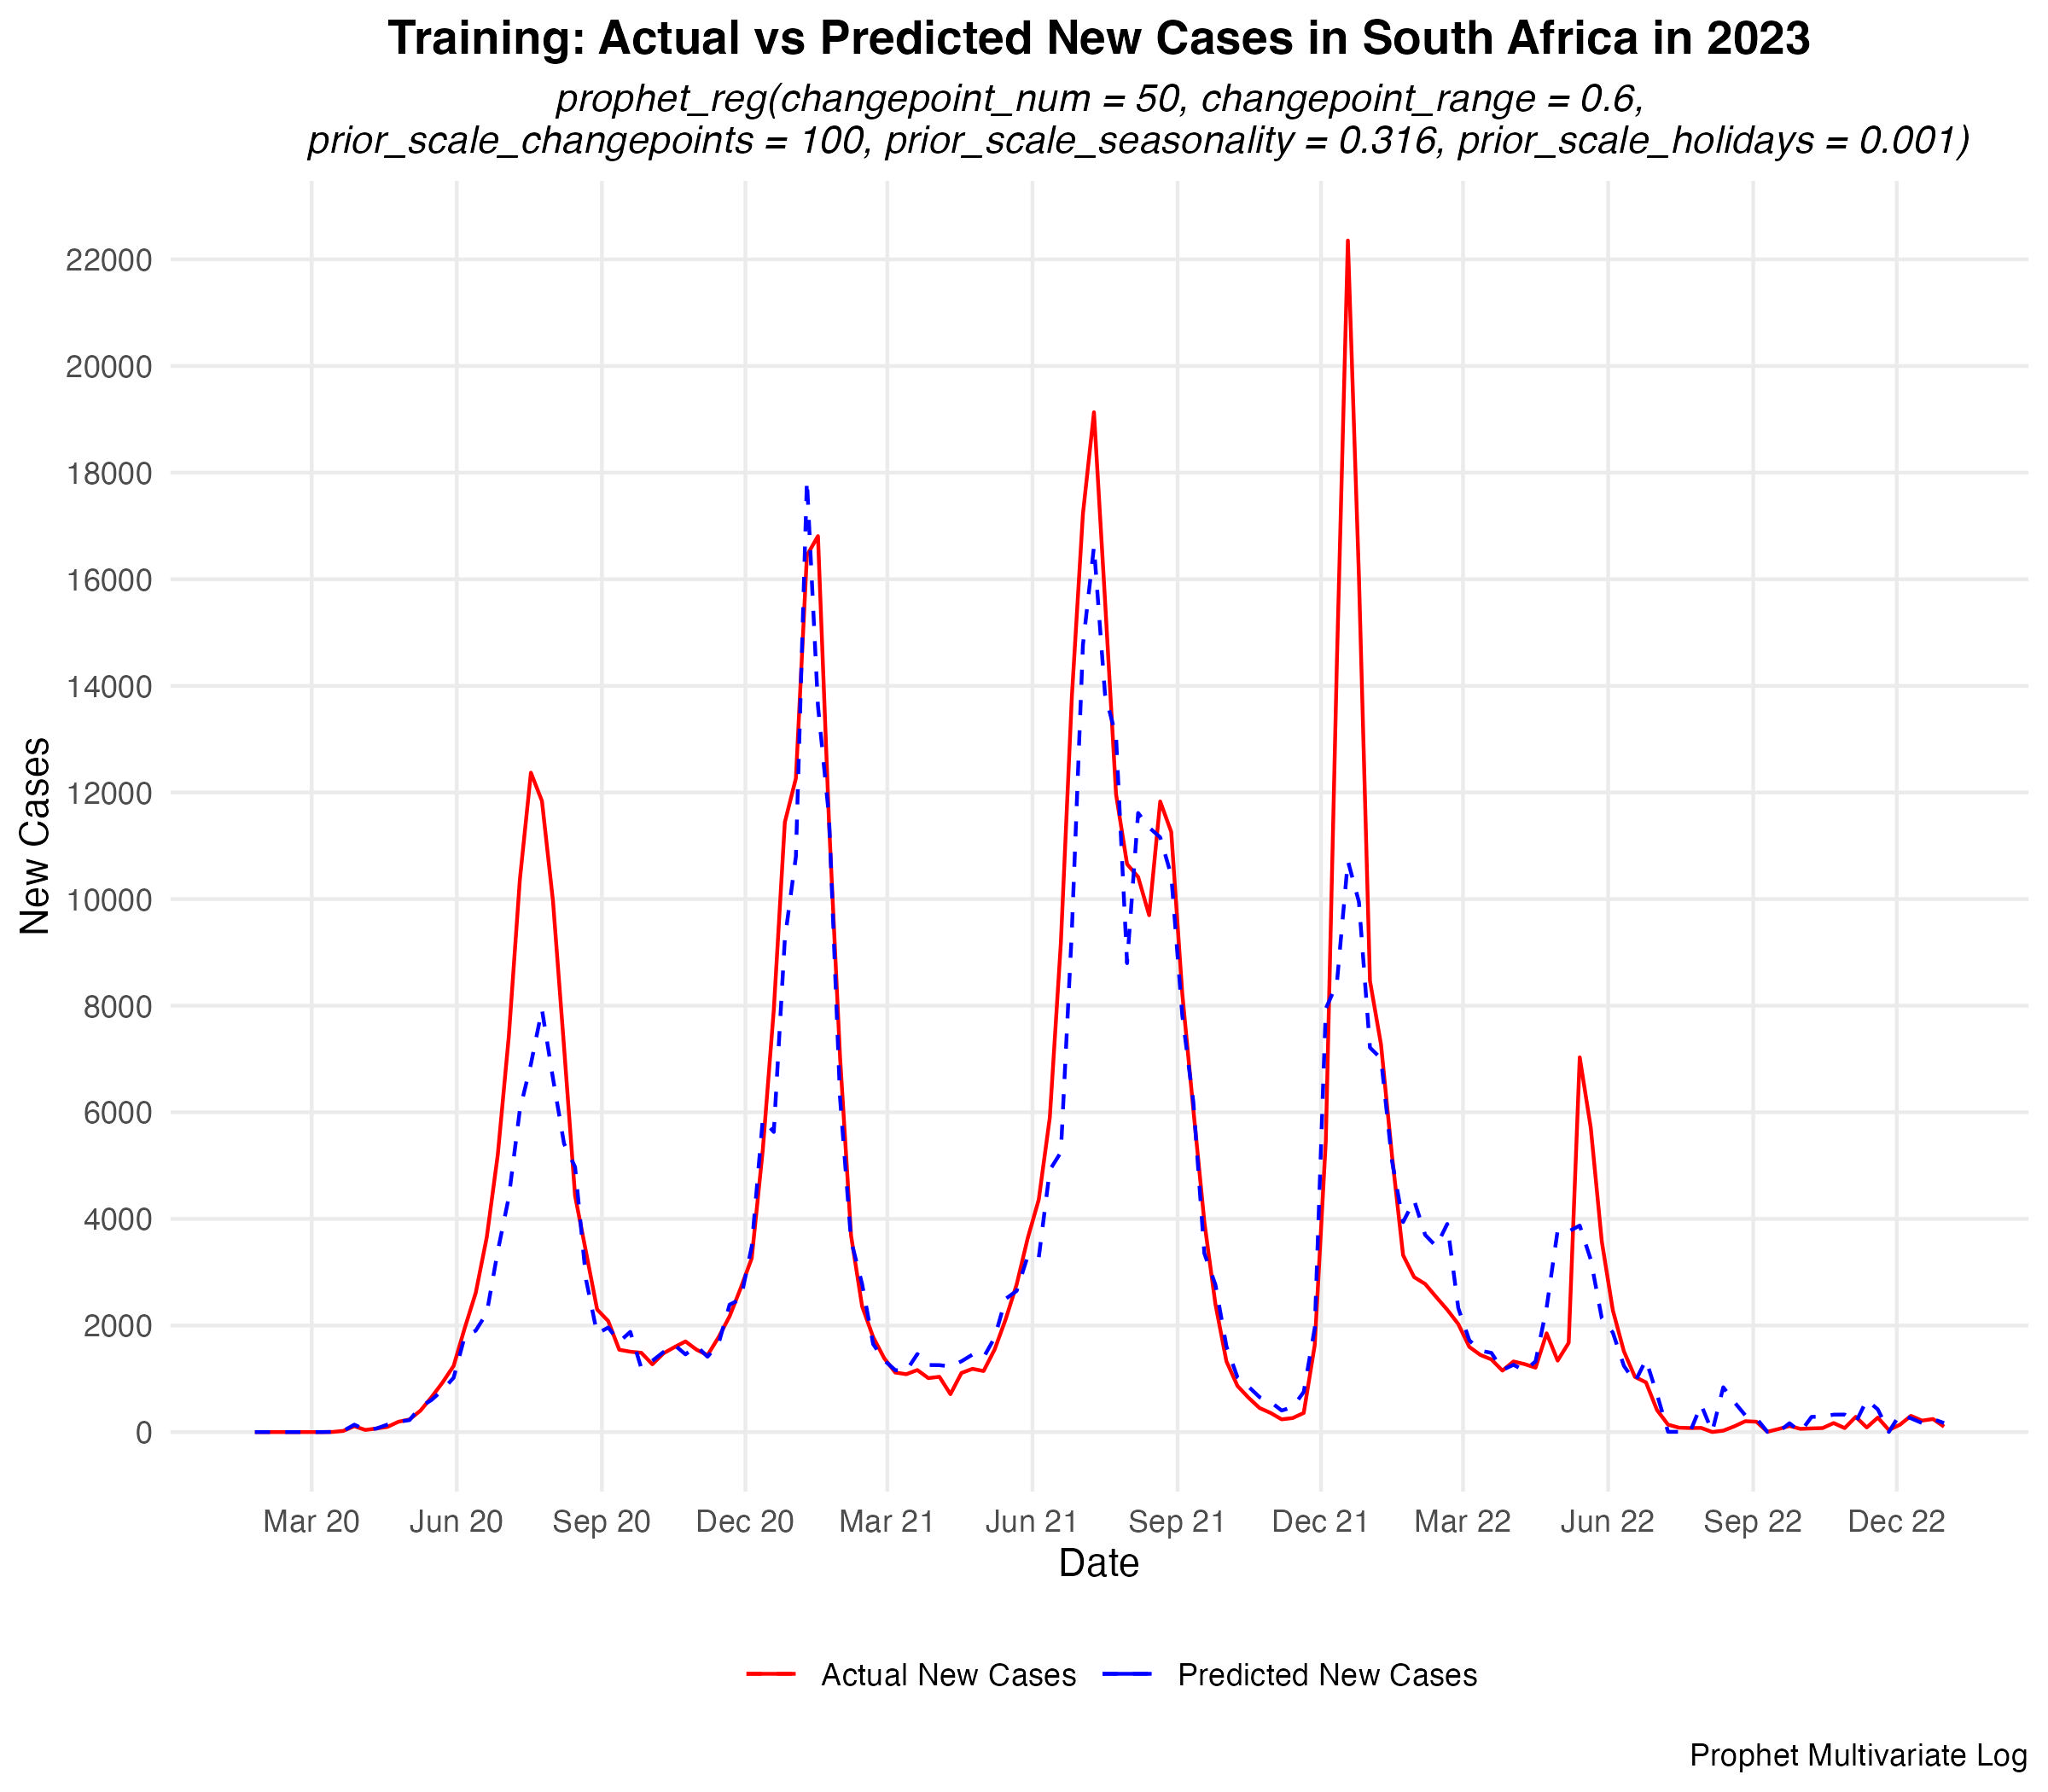 Training: Actual vs Predicted New Cases in South Africa in 2023
prophet_reg(changepoint_num = 50, changepoint_range = 0.6,
prior_scale_changepoints = 100, prior_scale_seasonality = 0.316, prior_scale_holidays = 0.001)
22000
20000
18000
16000
14000
12000
10000
8000
6000
4000
2000
0
New Cases
Mar 20 Jun 20 Sep 20 Dec 20 Mar 21 Jun 21 Sep 21 Dec 21 Mar 22 Jun 22 Sep 22 Dec 22
Date
Actual New Cases Predicted New Cases
Prophet Multivariate Log